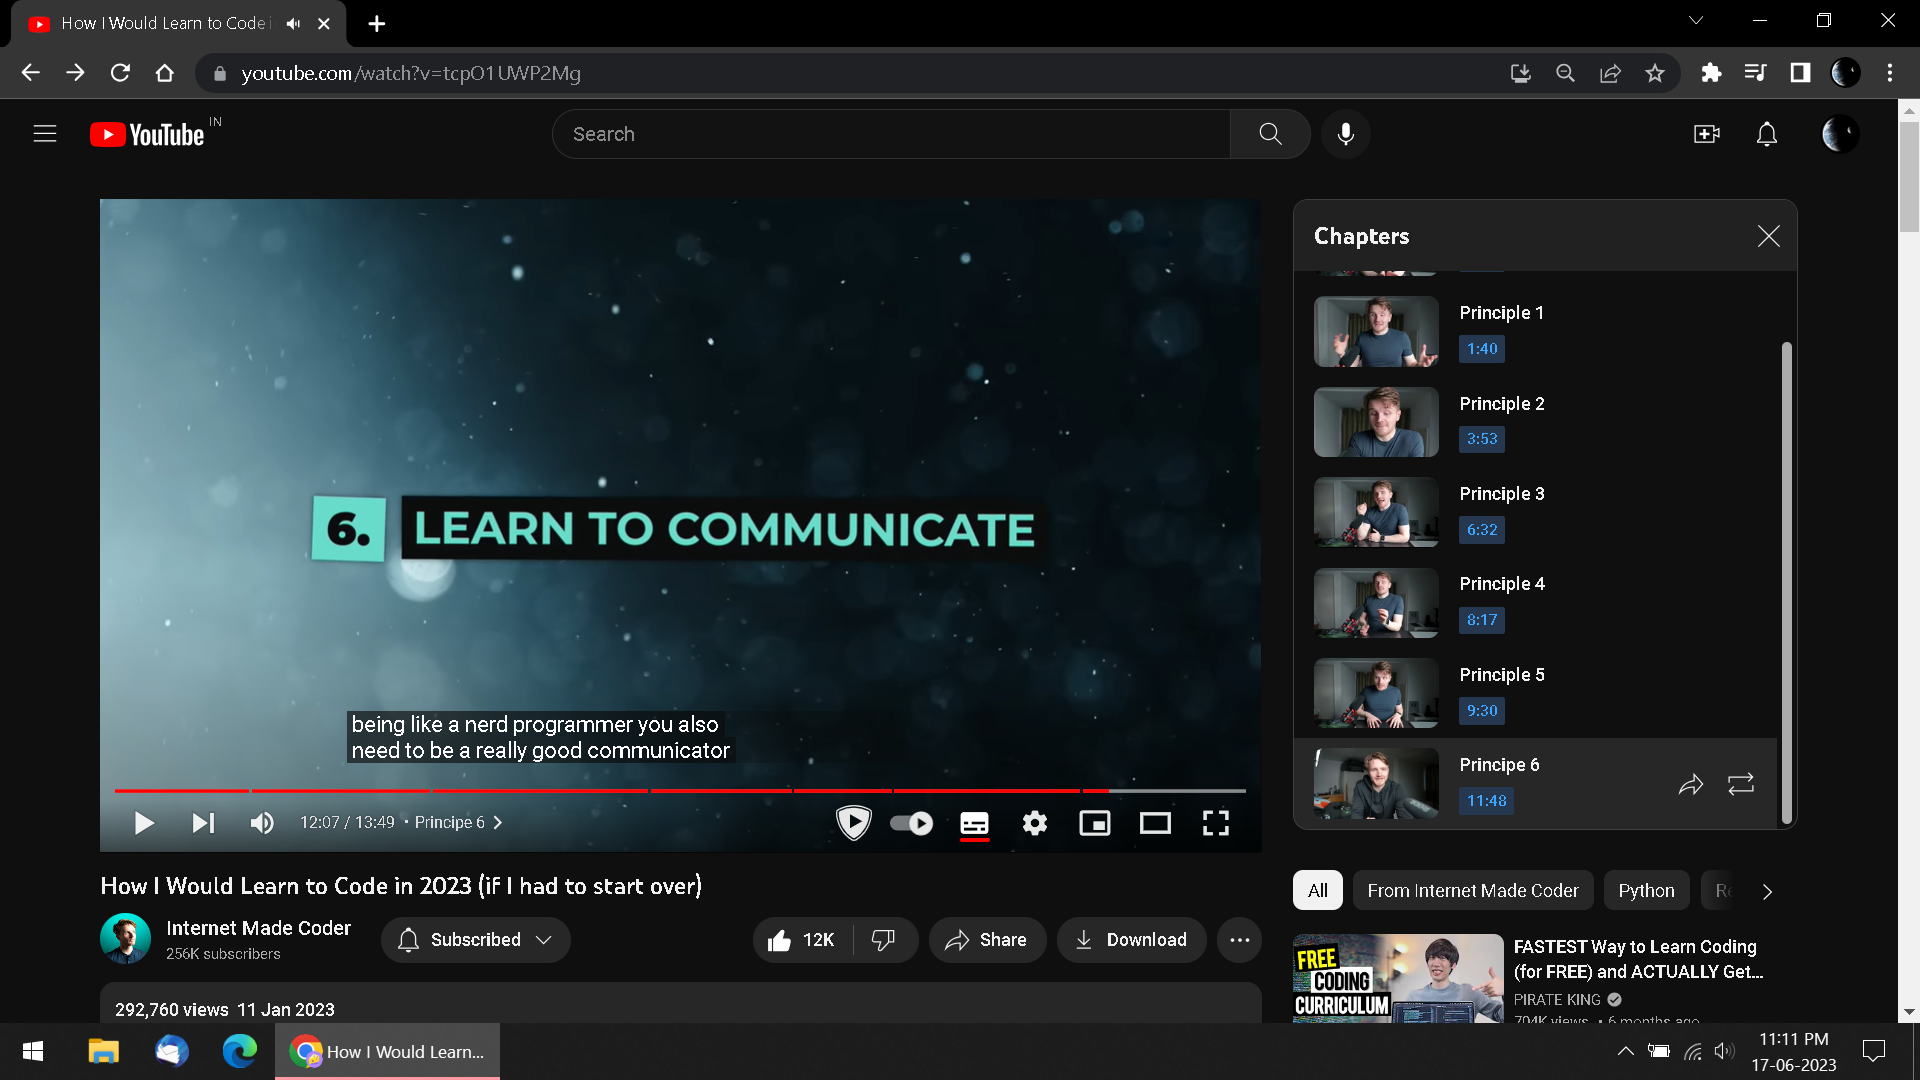 How I Would Learn to Code i
youtube.com/watch?v=tcpO1UWP2Mg
YouTube IN
Search
6. LEARN TO COMMUNICATE
being like a nerd programmer you also
need to be a really good communicator
12:07 / 13:49 • Principe 6
Chapters
Principle 1
1:40
Principle 2
3:53
Principle 3
6:32
Principle 4
8:17
Principle 5
9:30
Principe 6
11:48
How I Would Learn to Code in 2023 (if I had to start over)
Internet Made Coder
256K subscribers
Subscribed
12K
Share
Download
292,760 views 11 Jan 2023
All
From Internet Made Coder
Python
Re
FREE
CODING
CURRICULUM
FASTEST Way to Learn Coding
(for FREE) and ACTUALLY Get...
PIRATE KING
704K views • 6 months ago
How I Would Learn...
11:11 PM
17-06-2023